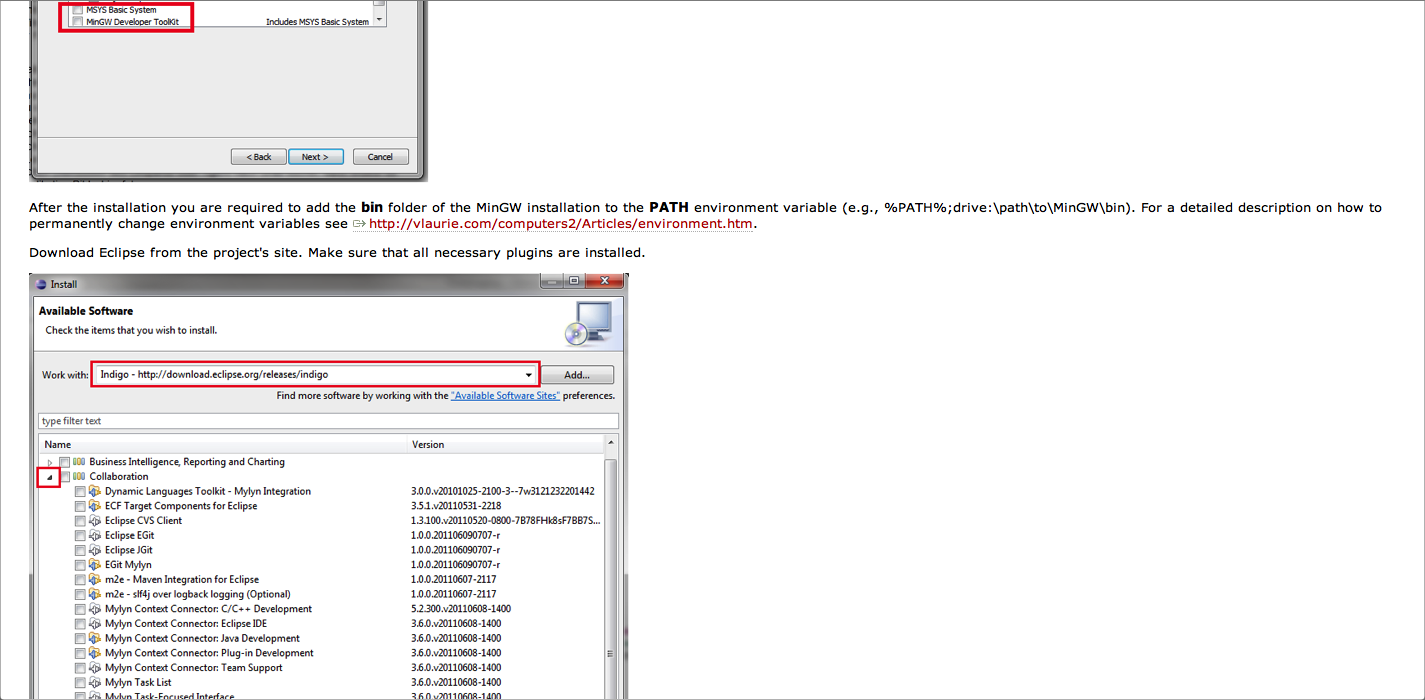 MSYS Basic System
MinGW Developer ToolKit Includes MSYS Basic System
< Back Next > Cancel
After the installation you are required to add the bin folder of the MinGW installation to the PATH environment variable (e.g., %PATH%;drive:\path\to\MinGW\bin). For a detailed description on how to
permanently change environment variables see http://vlaurie.com/computers2/Articles/environment.htm.
Download Eclipse from the project's site. Make sure that all necessary plugins are installed.
Install
Available Software
Check the items that you wish to install.
Work with: Indigo - http://download.eclipse.org/releases/indigo Add...
Find more software by working with the "Available Software Sites" preferences.
type filter text
Name Version
Business Intelligence, Reporting and Charting
Collaboration
Dynamic Languages Toolkit - Mylyn Integration 3.0.0.v20101025-2100-3--7w3121232201442
ECF Target Components for Eclipse 3.5.1.v20110531-2218
Eclipse CVS Client 1.3.100.v20110520-0800-7B78FHk8sF7BB7S...
Eclipse EGit 1.0.0.201106090707-r
Eclipse JGit 1.0.0.201106090707-r
EGit Mylyn 1.0.0.201106090707-r
m2e - Maven Integration for Eclipse 1.0.0.20110607-2117
m2e - slf4j over logback logging (Optional) 1.0.0.20110607-2117
Mylyn Context Connector: C/C++ Development 5.2.300.v20110608-1400
Mylyn Context Connector: Eclipse IDE 3.6.0.v20110608-1400
Mylyn Context Connector: Java Development 3.6.0.v20110608-1400
Mylyn Context Connector: Plug-in Development 3.6.0.v20110608-1400
Mylyn Context Connector: Team Support 3.6.0.v20110608-1400
Mylyn Task List 3.6.0.v20110608-1400
Mylyn Task-Focused Interface 3.6.0.v20110608-1400